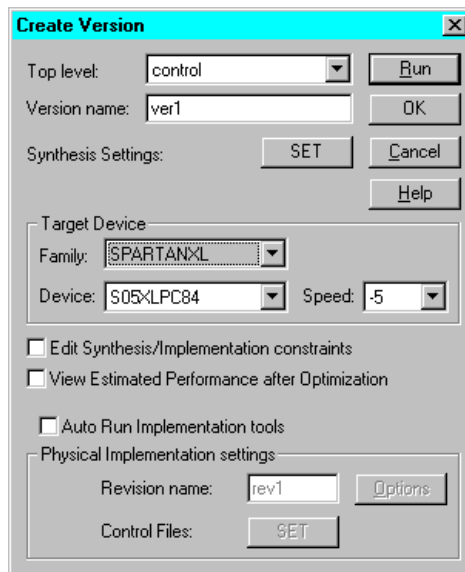 Create Version
Top level: control Run
Version name: ver1 OK
Synthesis Settings: SET Cancel
Help
Target Device
Family: SPARTANXL
Device: S05XLPC84 Speed: -5
Edit Synthesis/Implementation constraints
View Estimated Performance after Optimization
Auto Run Implementation tools
Physical Implementation settings
Revision name: rev1 Options
Control Files: SET